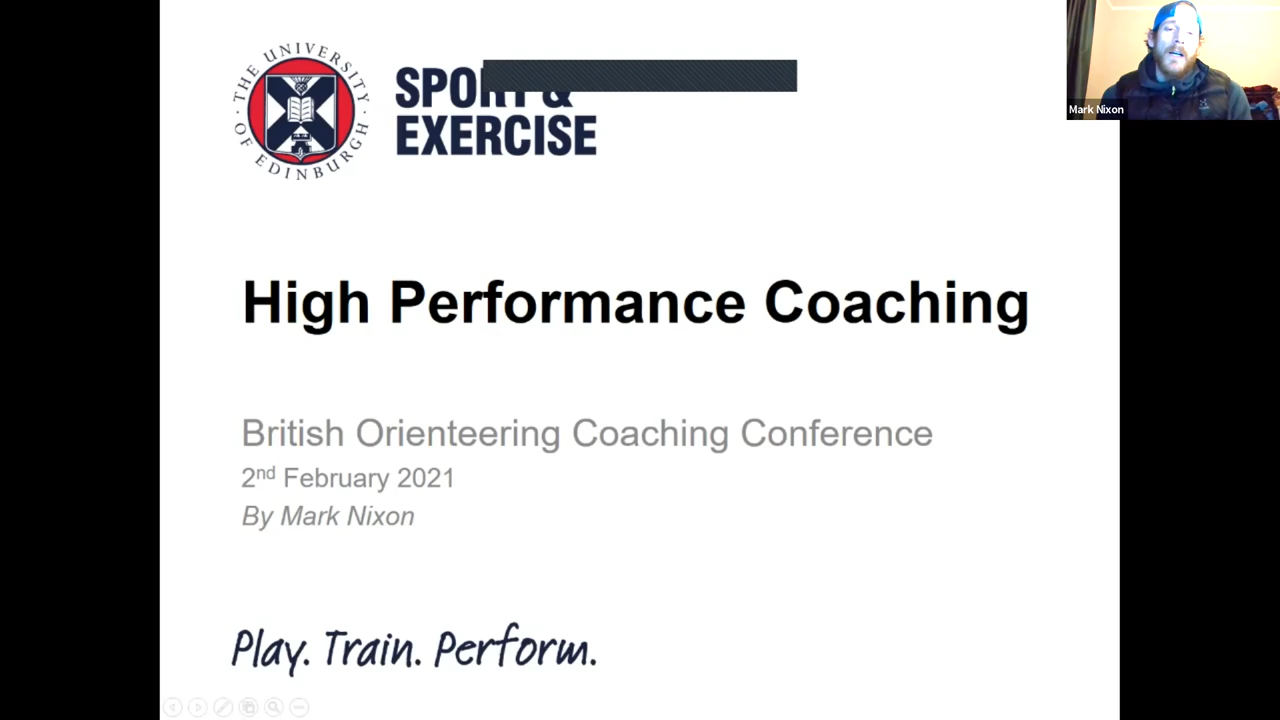 THE UNIVERSITY OF EDINBURGH
SPORT &
EXERCISE
Mark Nixon
High Performance Coaching
British Orienteering Coaching Conference
2nd February 2021
By Mark Nixon
Play. Train. Perform.